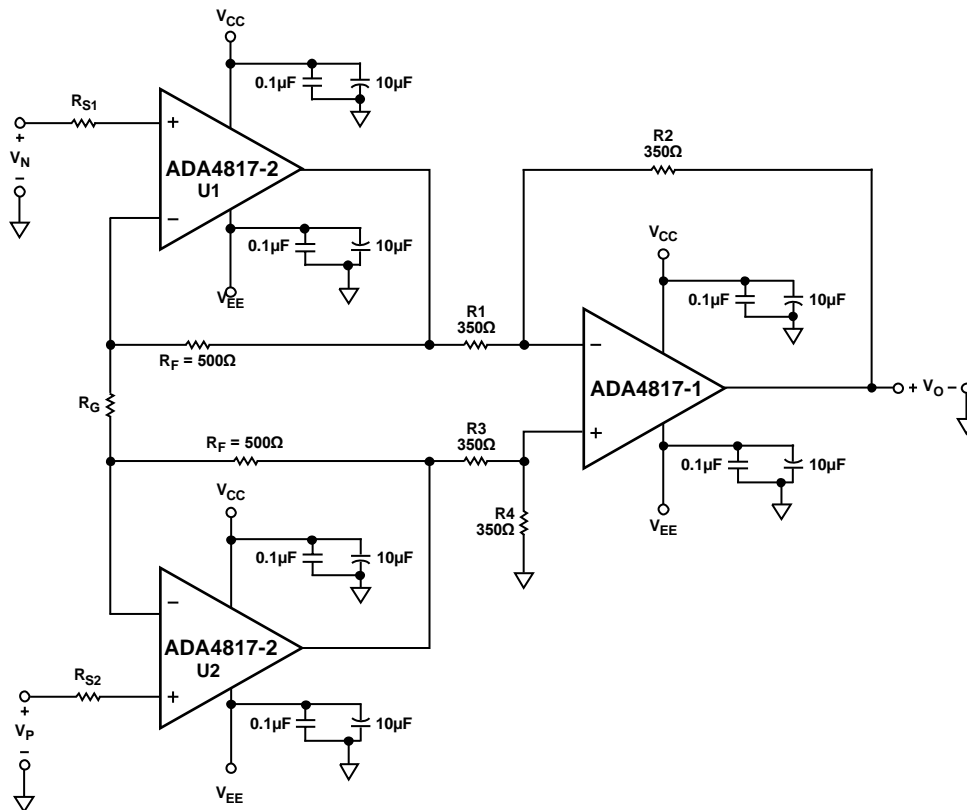 VCC
0.1µF
10µF
RS1
+
VN
−
+
ADA4817-2
U1
−
0.1µF
10µF
VEE
R2
350Ω
VCC
0.1µF
10µF
R1
350Ω
RF = 500Ω
−
ADA4817-1
+
+ VO −
RG
RF = 500Ω
R3
350Ω
0.1µF
10µF
VEE
R4
350Ω
VCC
0.1µF
10µF
−
ADA4817-2
U2
+
RS2
+
VP
−
0.1µF
10µF
VEE